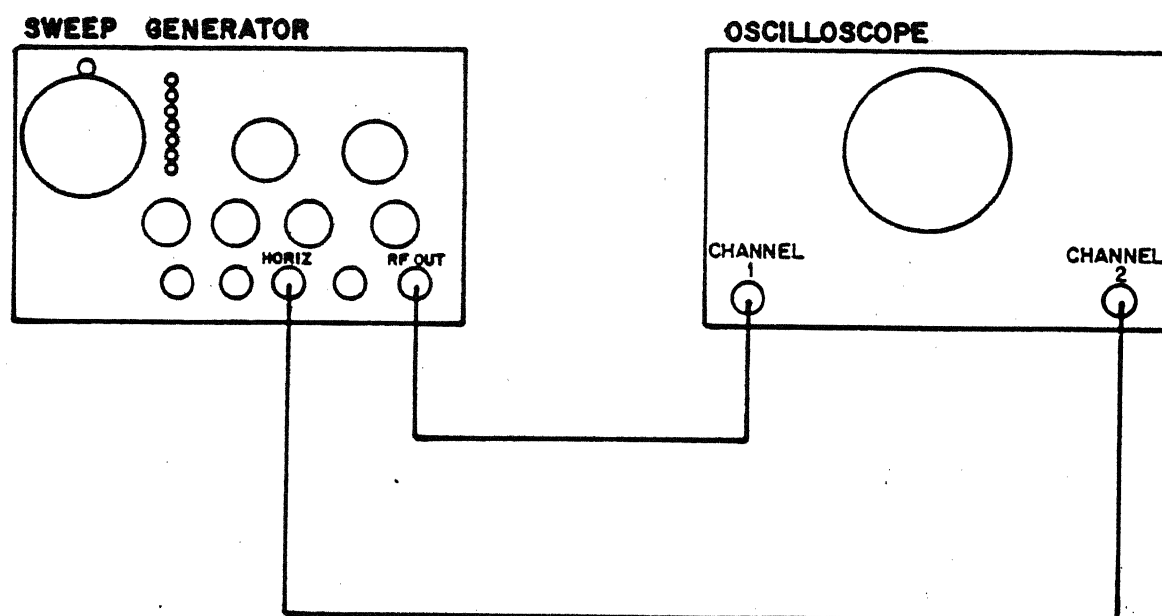 SWEEP GENERATOR
OSCILLOSCOPE
HORIZ
RF OUT
CHANNEL
1
CHANNEL
2